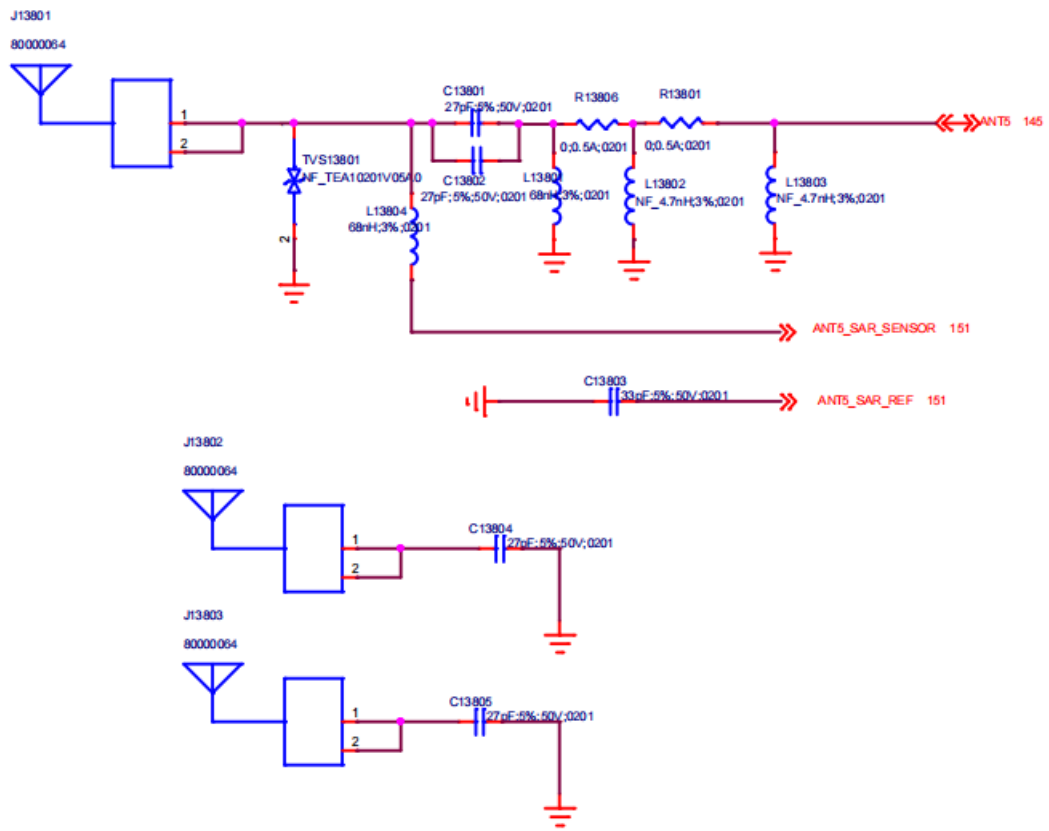 J13801
80000064
1
2
TVS13801
NF_TEA10201V05A0
2
C13801
27pF;5%;50V;0201
C13802
27pF;5%;50V;0201
L13804
68nH;3%;0201
R13806
0;0.5A;0201
R13801
0;0.5A;0201
68nH;3%;0201
L13802
NF_4.7nH;3%;0201
L13803
NF_4.7nH;3%;0201
ANT5 145
ANT5_SAR_SENSOR 151
C13803
33pF;5%;50V;0201
ANT5_SAR_REF 151
J13802
80000064
1
2
C13804
27pF;5%;50V;0201
J13803
80000064
1
2
C13805
27pF;5%;50V;0201